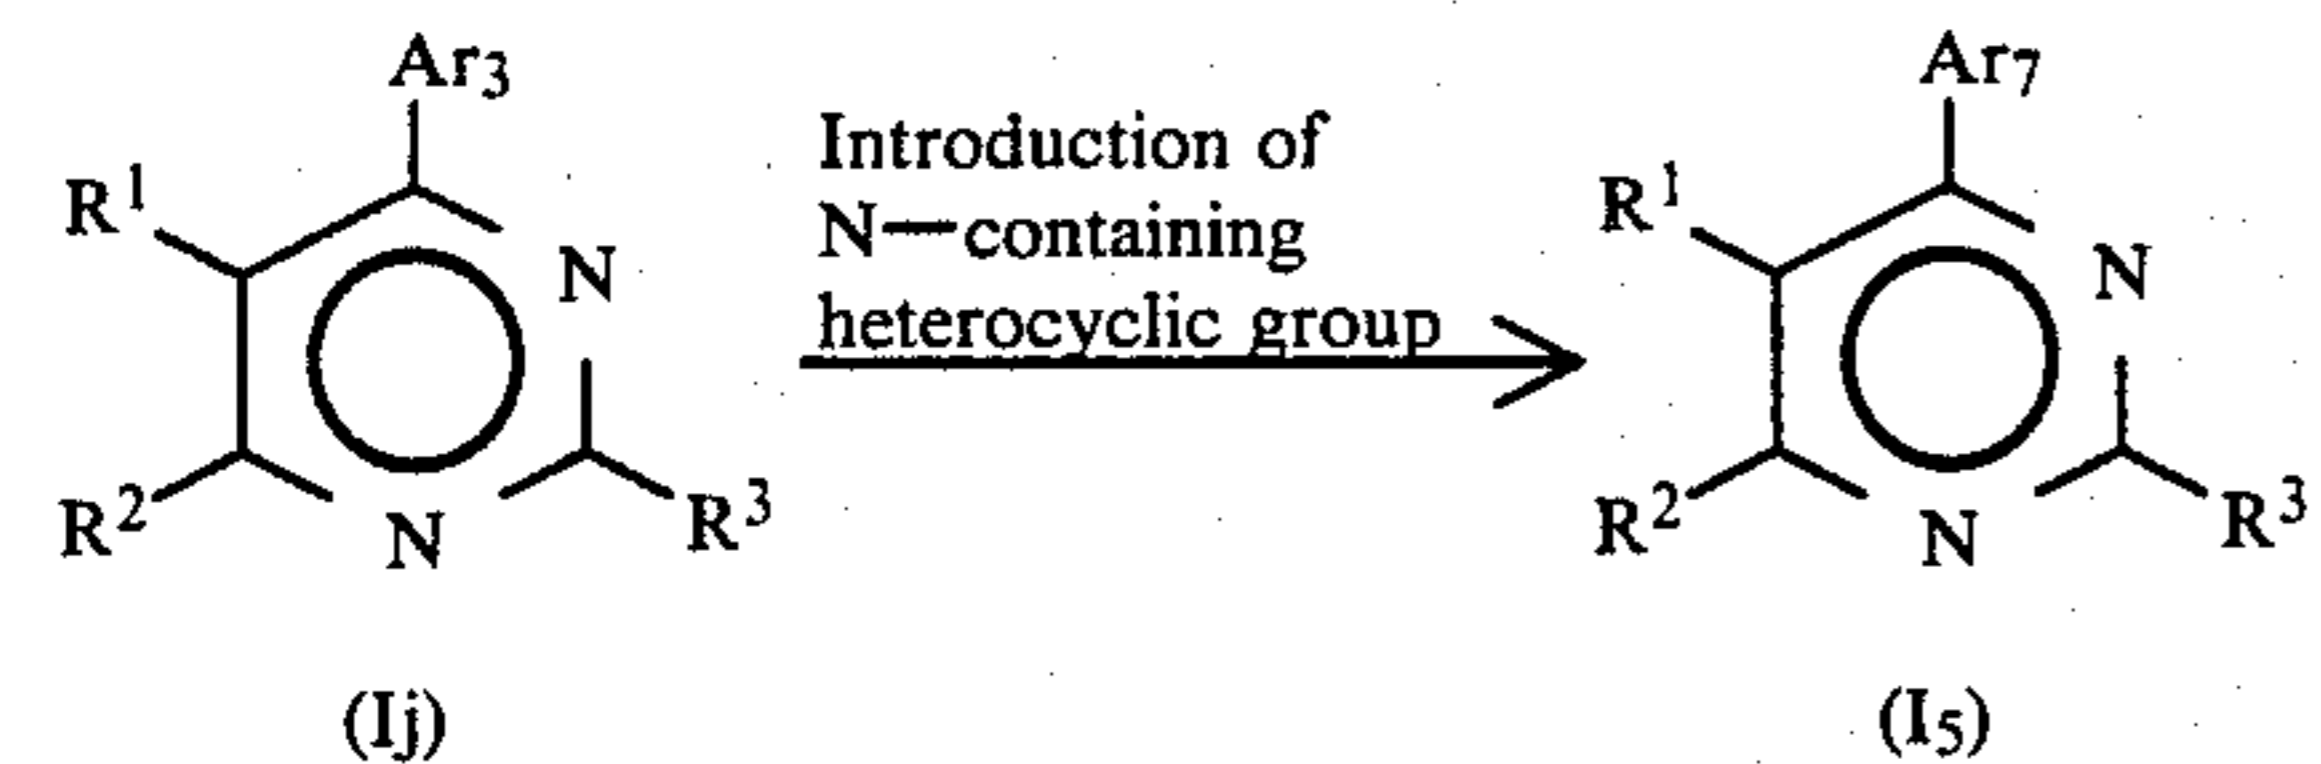 Ar3
R1
N
R2
N
R3
(Ij)
Introduction of
N—containing
heterocyclic group
Ar7
R1
N
R2
N
R3
(I5)